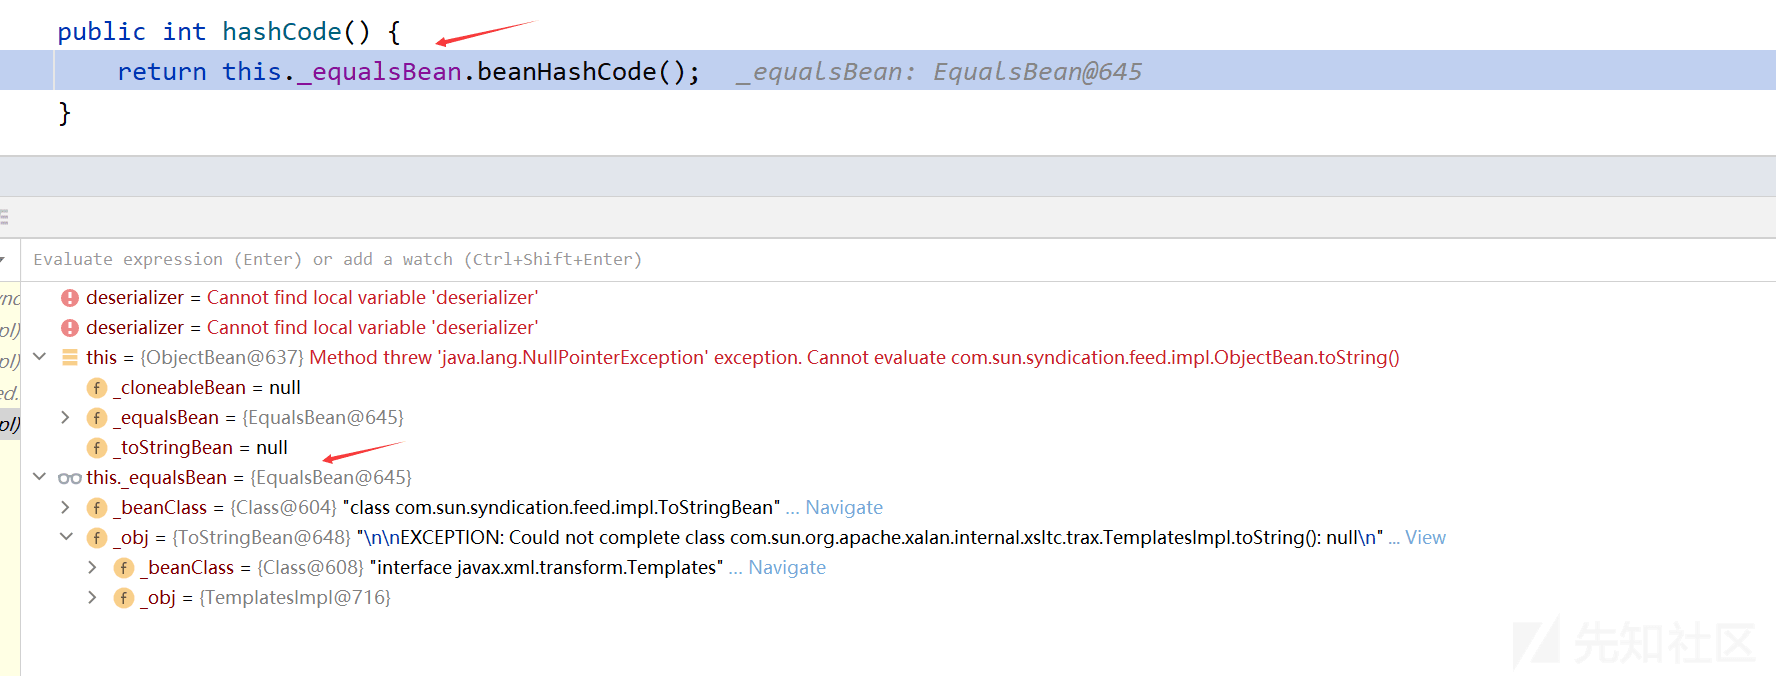 public int hashCode() {
return this._equalsBean.beanHashCode(); _equalsBean: EqualsBean@645
}
Evaluate expression (Enter) or add a watch (Ctrl+Shift+Enter)
deserializer = Cannot find local variable 'deserializer'
deserializer = Cannot find local variable 'deserializer'
this = {ObjectBean@637} Method threw 'java.lang.NullPointerException' exception. Cannot evaluate com.sun.syndication.feed.impl.ObjectBean.toString()
pl)
f _cloneableBean = null
ed.
f _equalsBean = {EqualsBean@645}
pl)
f _toStringBean = null
this._equalsBean = {EqualsBean@645}
f _beanClass = {Class@604} "class com.sun.syndication.feed.impl.ToStringBean" ... Navigate
f _obj = {ToStringBean@648} "\n\nEXCEPTION: Could not complete class com.sun.org.apache.xalan.internal.xsltc.trax.TemplatesImpl.toString(): null\n" ... View
f _beanClass = {Class@608} "interface javax.xml.transform.Templates" ... Navigate
f _obj = {TemplatesImpl@716}
先知社区